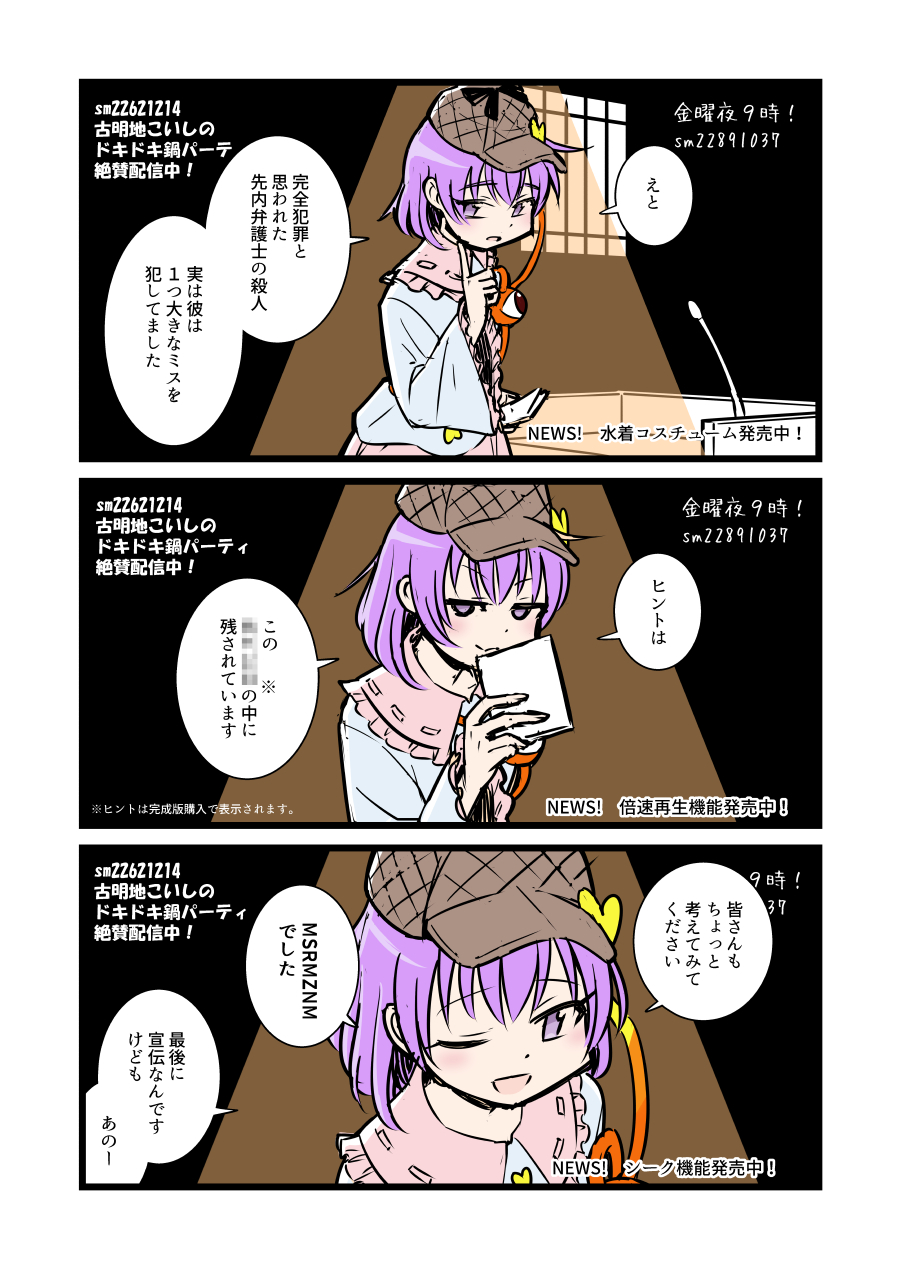 sm22621214
古明地こいしの
ドキドキ鍋パーテ
絶賛配信中！
金曜夜９時！
sm22891037
えと
完全犯罪と
思われた
先内弁護士の殺人
実は彼は
１つ大きなミスを
犯してました
NEWS!　水着コスチューム発売中！
sm22621214
古明地こいしの
ドキドキ鍋パーティ
絶賛配信中！
金曜夜９時！
sm22891037
ヒントは
この
※
の中に
残されています
※ヒントは完成版購入で表示されます。
NEWS!　倍速再生機能発売中！
sm22621214
古明地こいしの
ドキドキ鍋パーティ
絶賛配信中！
９時！
37
皆さんも
ちょっと
考えてみて
ください
MSRMZNM
でした
最後に
宣伝なんです
けども
あのー
NEWS!　シーク機能発売中！